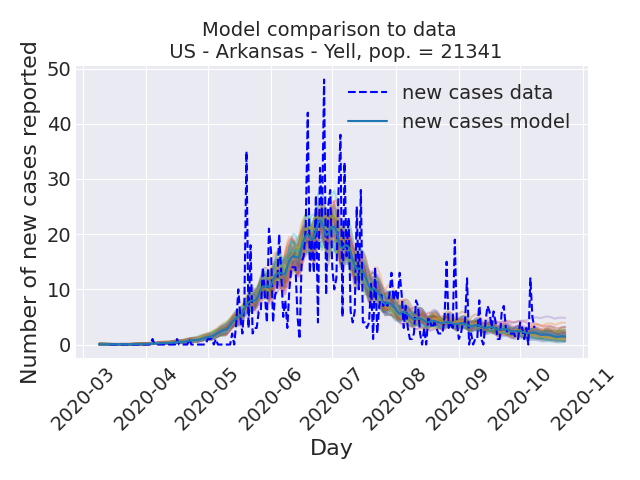 Model comparison to data
US - Arkansas - Yell, pop. = 21341
Number of new cases reported
50
40
30
20
10
0
new cases data
new cases model
2020-03
2020-04
2020-05
2020-06
2020-07
2020-08
2020-09
2020-10
2020-11
Day